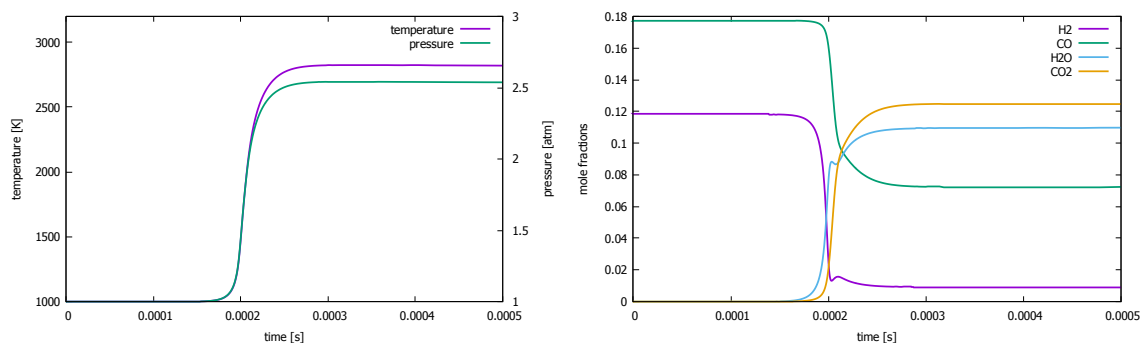 temperature
pressure
3000
2500
2000
1500
1000
3
2.5
2
1.5
1
0
0.0001
0.0002
0.0003
0.0004
0.0005
temperature [K]
pressure [atm]
time [s]
H2
CO
H2O
CO2
0.18
0.16
0.14
0.12
0.1
0.08
0.06
0.04
0.02
0
0
0.0001
0.0002
0.0003
0.0004
0.0005
mole fractions
time [s]